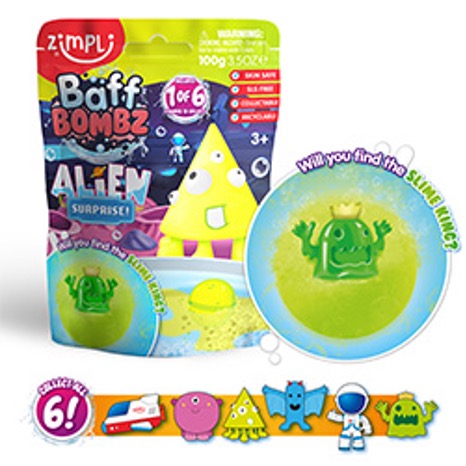 ZiMPLi
WARNING:
100g 3.5OZ
Baff
BOMBZ
1 OF 6
SKIN SAFE
SLS FREE
COLLECTABLE
RECYCLABLE
3+
ALiEN
SURPRISE!
Will you find the SLIME KING?
Will you find the SLIME KING?
COLLECT ALL
6!